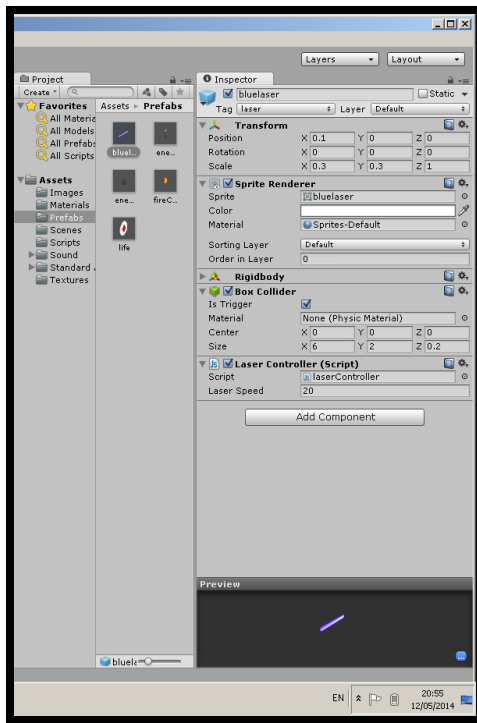 Layers Layout
Project
Create
Favorites
All Materia
All Models
All Prefabs
All Scripts
Assets
Images
Materials
Prefabs
Scenes
Scripts
Sound
Standard
Textures
Assets Prefabs
bluel... ene...
ene... fireC...
life
bluela
Inspector
bluelaser Static
Tag laser Layer Default
Transform
Position X 0.1 Y 0 Z 0
Rotation X 0 Y 0 Z 0
Scale X 0.3 Y 0.3 Z 1
Sprite Renderer
Sprite bluelaser
Color
Material Sprites-Default
Sorting Layer Default
Order in Layer 0
Rigidbody
Box Collider
Is Trigger
Material None (Physic Material)
Center X 0 Y 0 Z 0
Size X 6 Y 2 Z 0.2
JS Laser Controller (Script)
Script laserController
Laser Speed 20
Add Component
Preview
EN 20:55
12/05/2014